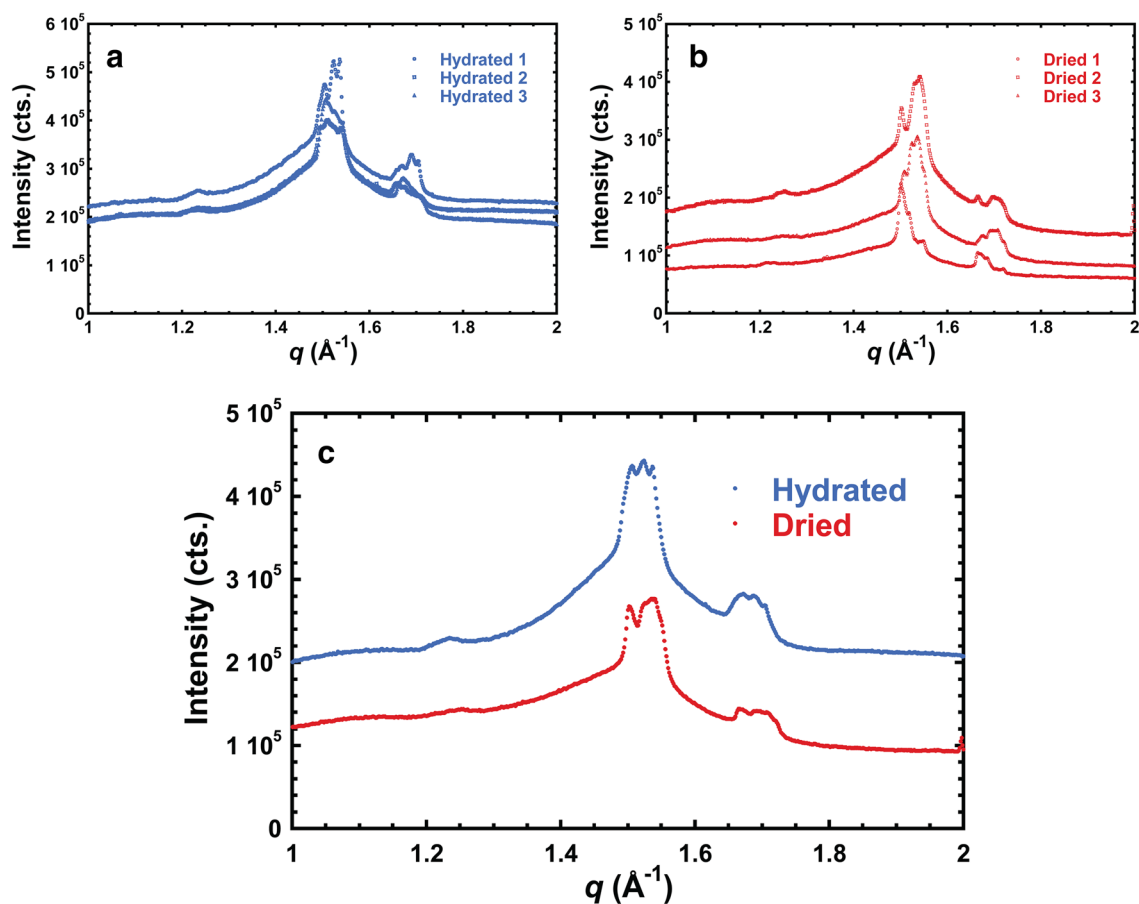 a
Hydrated 1
Hydrated 2
Hydrated 3
Intensity (cts.)
6 10⁵
5 10⁵
4 10⁵
3 10⁵
2 10⁵
1 10⁵
0
1 1.2 1.4 1.6 1.8 2
q (Å⁻¹)
b
Dried 1
Dried 2
Dried 3
Intensity (cts.)
5 10⁵
4 10⁵
3 10⁵
2 10⁵
1 10⁵
0
1 1.2 1.4 1.6 1.8 2
q (Å⁻¹)
c
Hydrated
Dried
Intensity (cts.)
5 10⁵
4 10⁵
3 10⁵
2 10⁵
1 10⁵
0
1 1.2 1.4 1.6 1.8 2
q (Å⁻¹)